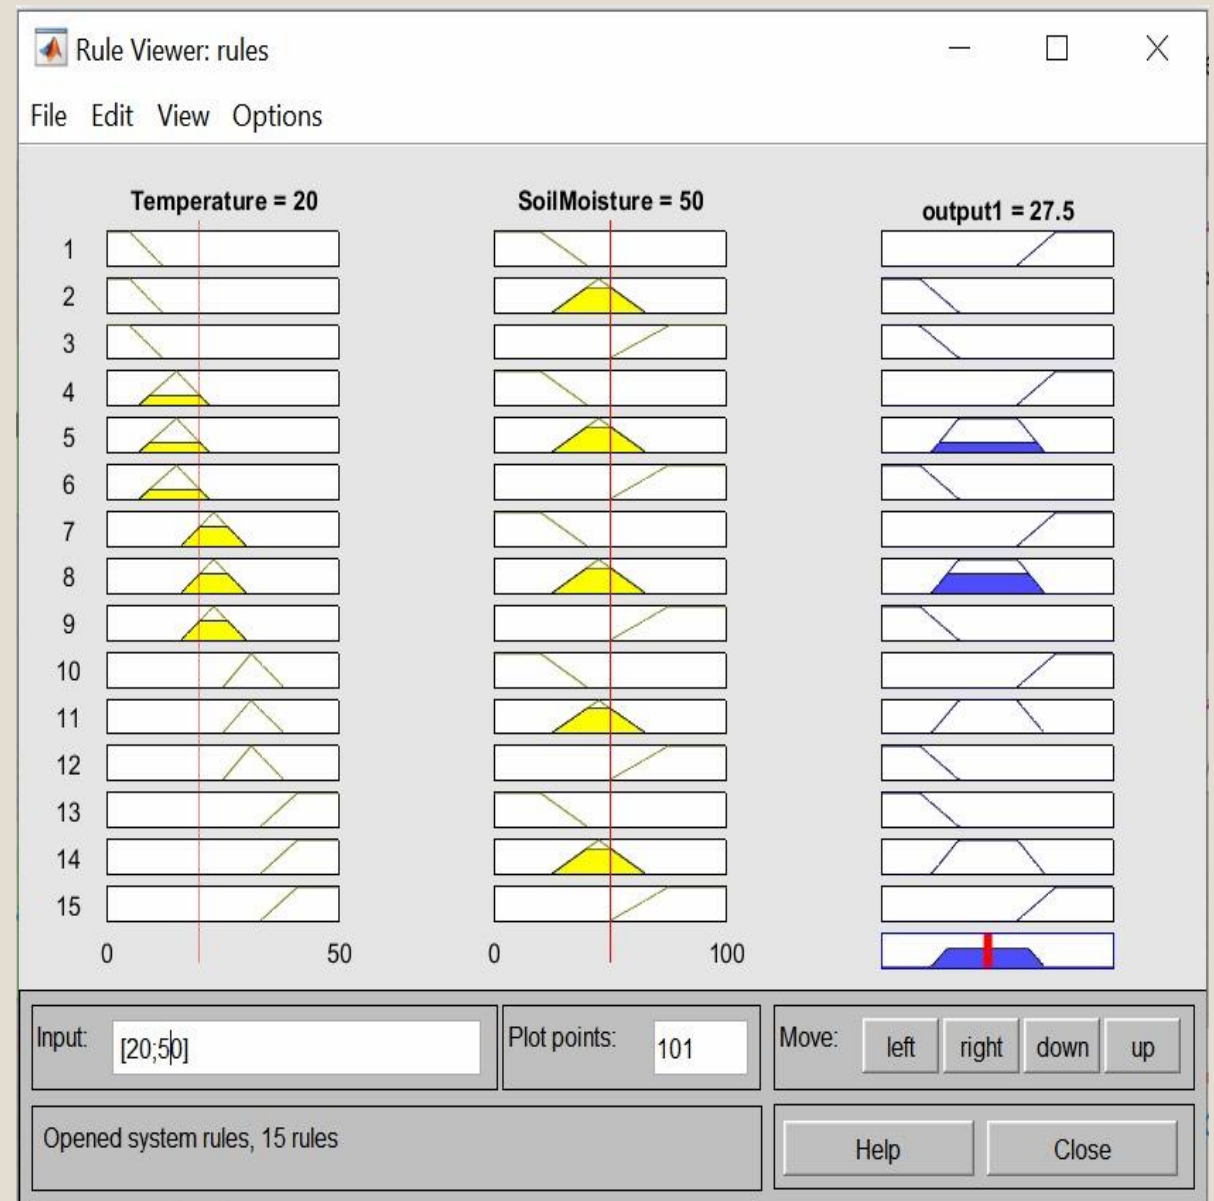 Rule Viewer: rules
File Edit View Options
Temperature = 20 SoilMoisture = 50 output1 = 27.5
1
2
3
4
5
6
7
8
9
10
11
12
13
14
15
0 50 0 100
Input: [20;50] Plot points: 101 Move: left right down up
Opened system rules, 15 rules Help Close